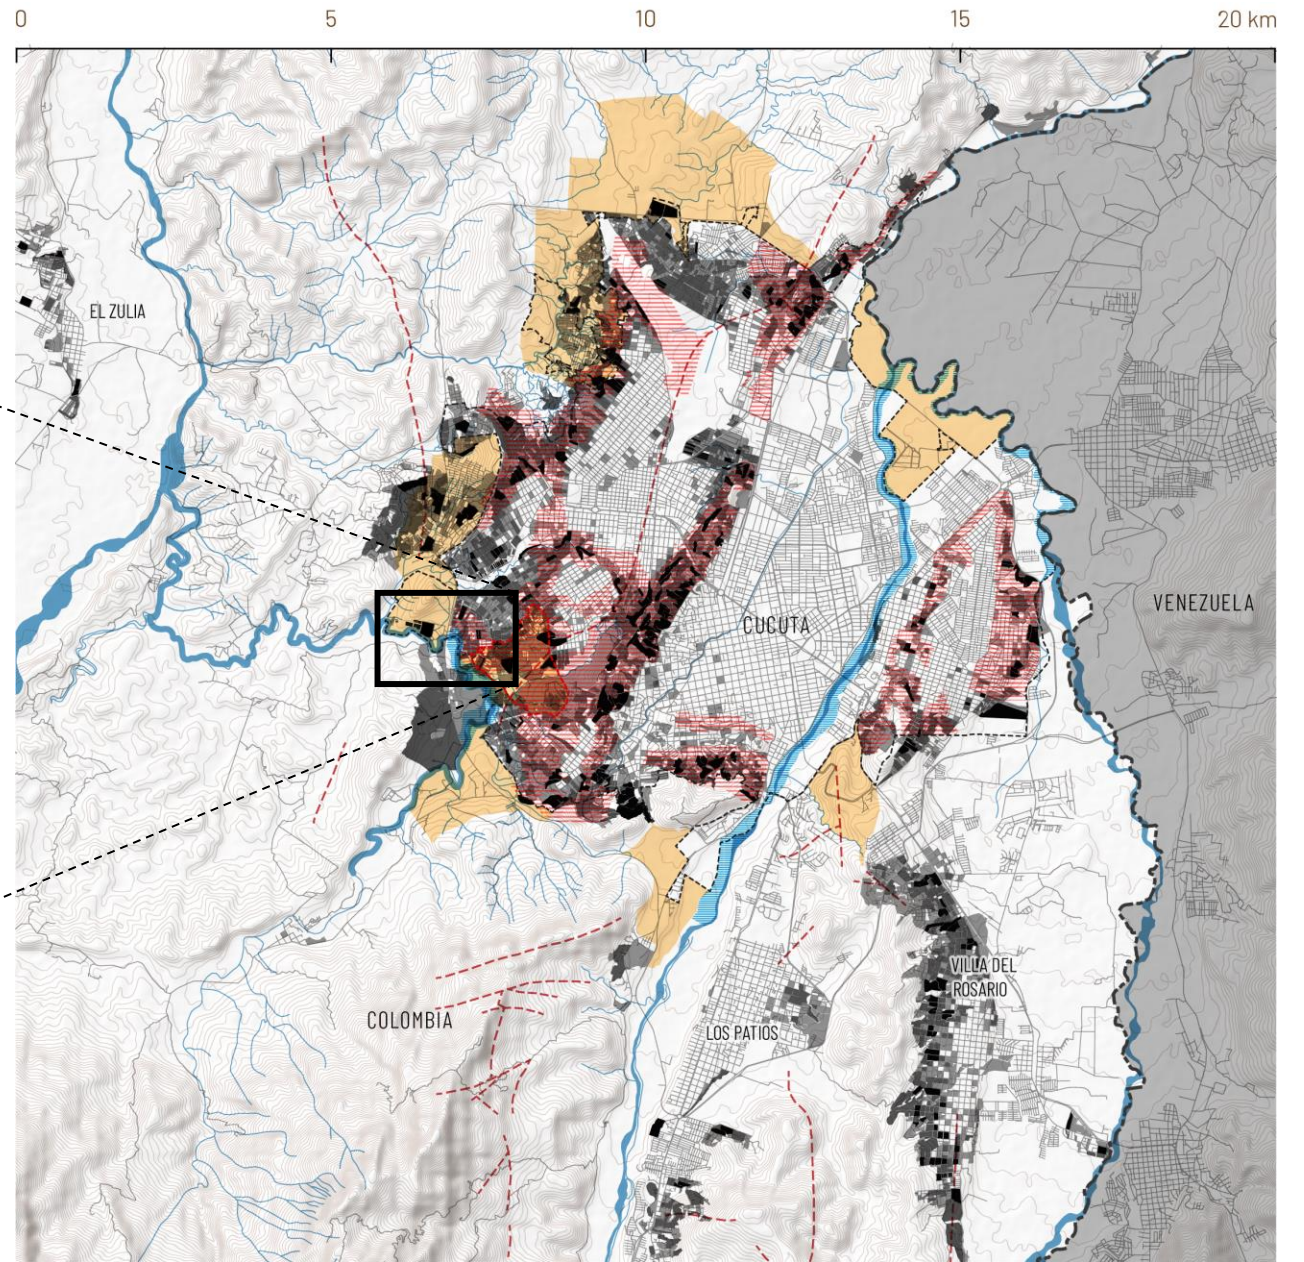 0 5 10 15 20 km
EL ZULIA
VENEZUELA
CUCUTA
VILLA DEL
ROSARIO
COLOMBIA
LOS PATIOS